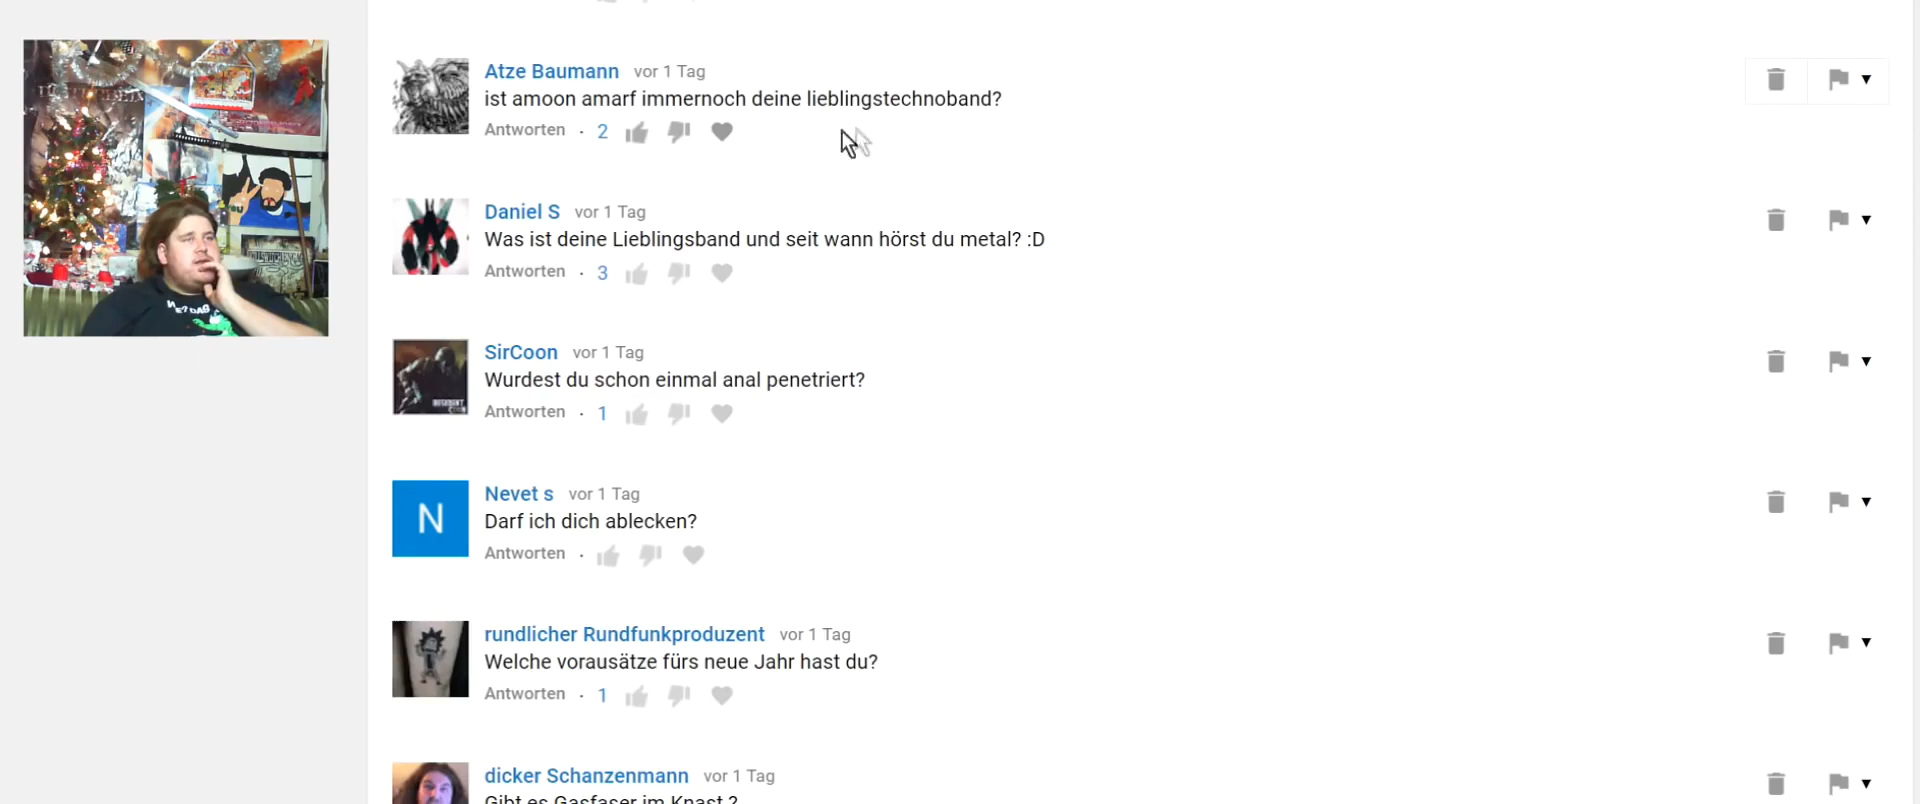 Atze Baumann vor 1 Tag
ist amoon amarf immernoch deine lieblingstechnoband?
Antworten · 2
Daniel S vor 1 Tag
Was ist deine Lieblingsband und seit wann hörst du metal? :D
Antworten · 3
SirCoon vor 1 Tag
Wurdest du schon einmal anal penetriert?
Antworten · 1
N
Nevet s vor 1 Tag
Darf ich dich ablecken?
Antworten ·
rundlicher Rundfunkproduzent vor 1 Tag
Welche vorausätze fürs neue Jahr hast du?
Antworten · 1
dicker Schanzenmann vor 1 Tag
Gibt es Gasfaser im Knast ?